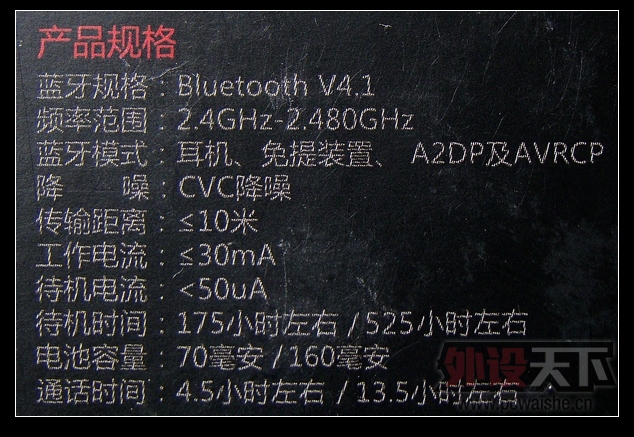 产品规格
蓝牙规格：Bluetooth V4.1
频率范围：2.4GHz-2.480GHz
蓝牙模式：耳机、免提装置、 A2DP及AVRCP
降 噪：CVC降噪
传输距离：≤10米
工作电流：≤30mA
待机电流：<50uA
待机时间：175小时左右 / 525小时左右
电池容量：70毫安 /160毫安
通话时间：4.5小时左右 / 13.5小时左右
外设天下
www.pcwaishe.cn